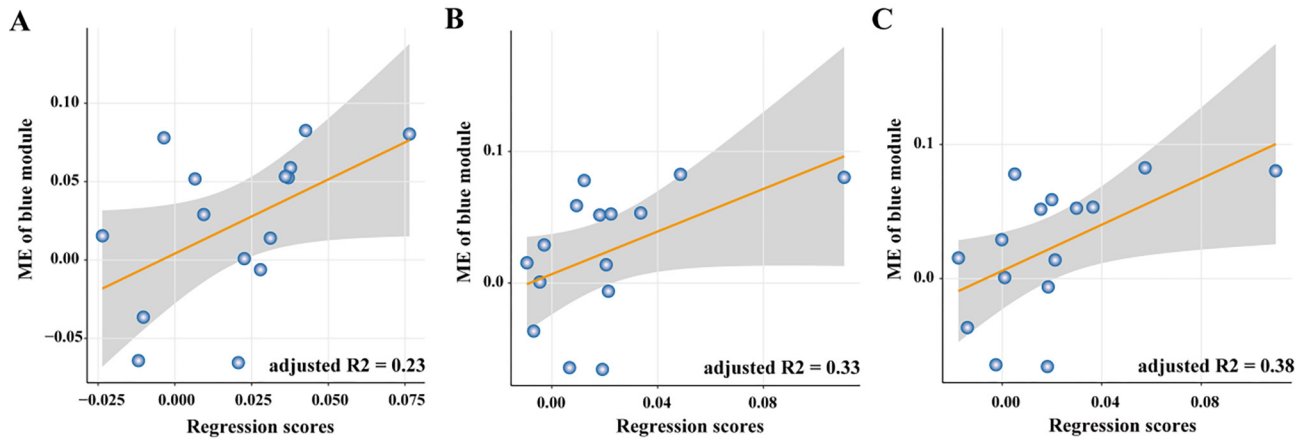 A
ME of blue module
0.10
0.05
0.00
−0.05
−0.025
0.000
0.025
0.050
0.075
adjusted R2 = 0.23
Regression scores
B
ME of blue module
0.1
0.0
0.00
0.04
0.08
adjusted R2 = 0.33
Regression scores
C
ME of blue module
0.1
0.0
0.00
0.04
0.08
adjusted R2 = 0.38
Regression scores